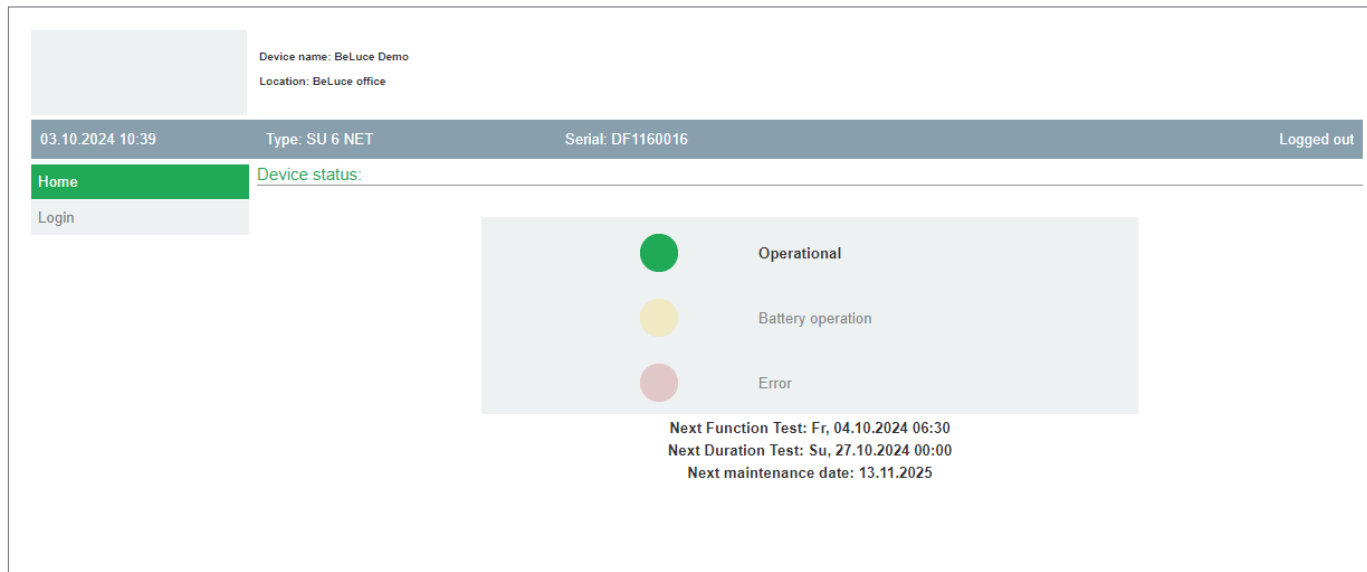 Device name: BeLuce Demo
Location: BeLuce office
03.10.2024 10:39 Type: SU 6 NET Serial: DF1160016 Logged out
Home
Login
Device status:
Operational
Battery operation
Error
Next Function Test: Fr, 04.10.2024 06:30
Next Duration Test: Su, 27.10.2024 00:00
Next maintenance date: 13.11.2025